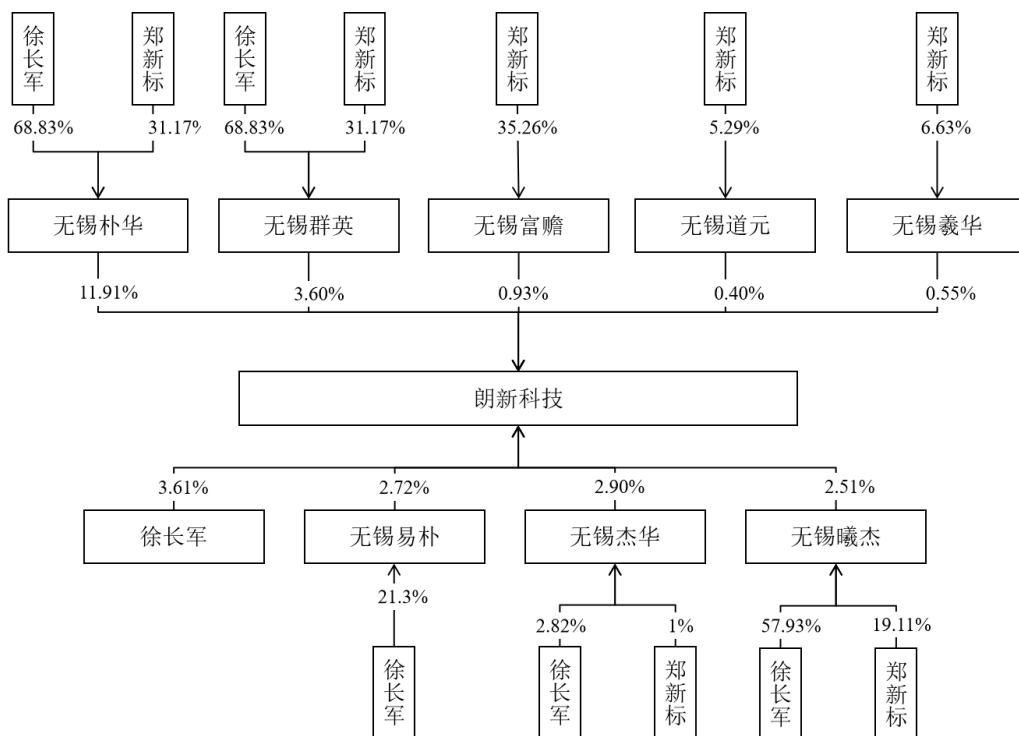 徐长军
郑新标
徐长军
郑新标
郑新标
郑新标
郑新标
68.83%
31.17%
68.83%
31.17%
35.26%
5.29%
6.63%
无锡朴华
无锡群英
无锡富赡
无锡道元
无锡羲华
11.91%
3.60%
0.93%
0.40%
0.55%
朗新科技
3.61%
2.72%
2.90%
2.51%
徐长军
无锡易朴
无锡杰华
无锡曦杰
21.3%
2.82%
1%
57.93%
19.11%
徐长军
徐长军
郑新标
徐长军
郑新标